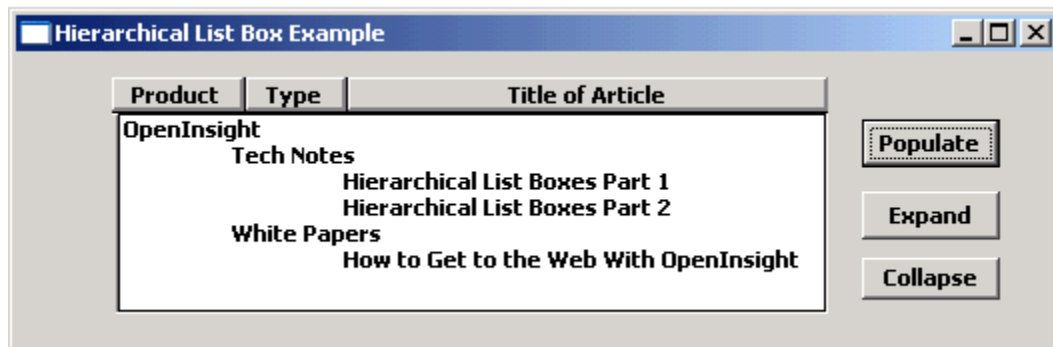 Hierarchical List Box Example
Product Type Title of Article
OpenInsight
Populate
Tech Notes
Hierarchical List Boxes Part 1
Hierarchical List Boxes Part 2
Expand
White Papers
How to Get to the Web With OpenInsight
Collapse